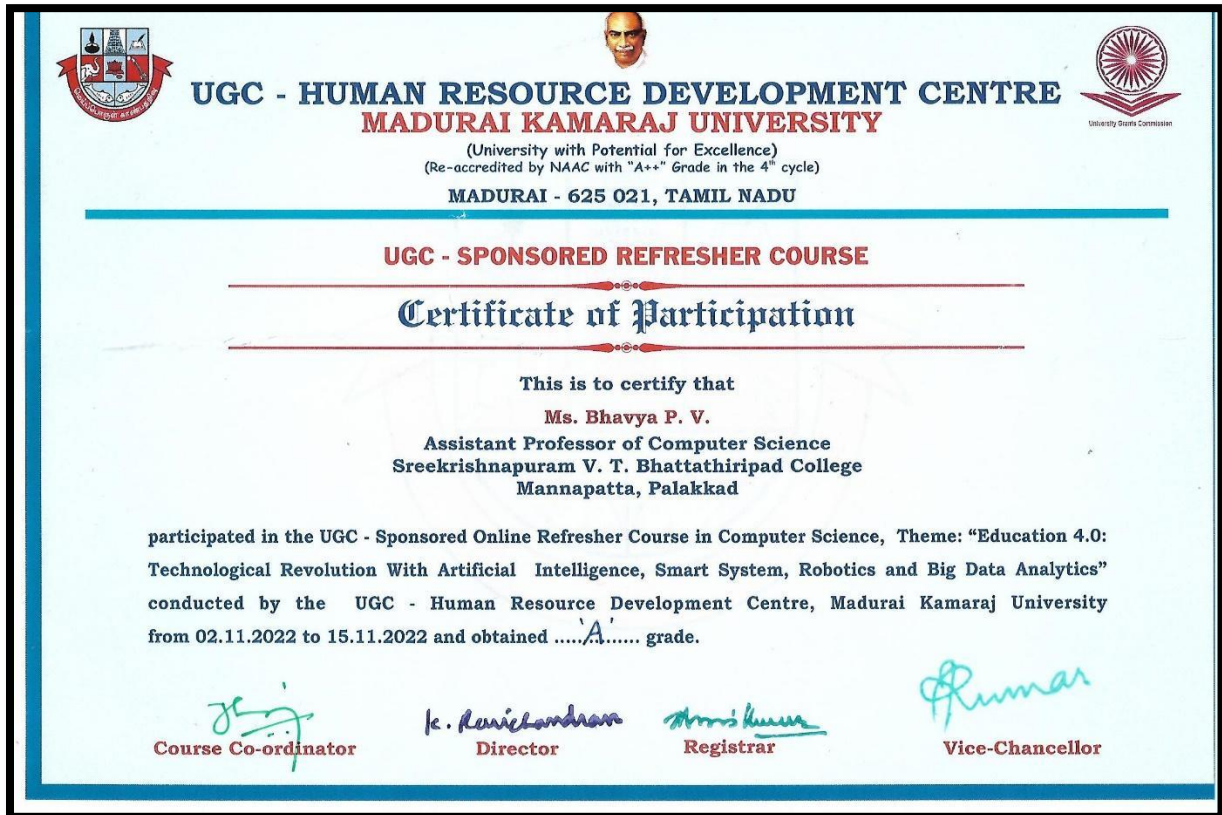 UGC - HUMAN RESOURCE DEVELOPMENT CENTRE
MADURAI KAMARAJ UNIVERSITY
University Grants Commission
(University with Potential for Excellence)
(Re-accredited by NAAC with "A++" Grade in the 4th cycle)
MADURAI - 625 021, TAMIL NADU
UGC - SPONSORED REFRESHER COURSE
Certificate of Participation
This is to certify that
Ms. Bhavya P. V.
Assistant Professor of Computer Science
Sreekrishnapuram V. T. Bhattathiripad College
Mannapatta, Palakkad
participated in the UGC - Sponsored Online Refresher Course in Computer Science, Theme: “Education 4.0:
Technological Revolution With Artificial Intelligence, Smart System, Robotics and Big Data Analytics”
conducted by the UGC - Human Resource Development Centre, Madurai Kamaraj University
from 02.11.2022 to 15.11.2022 and obtained .....'A'...... grade.
k. Ravichandran
Course Co-ordinator Director Registrar Vice-Chancellor